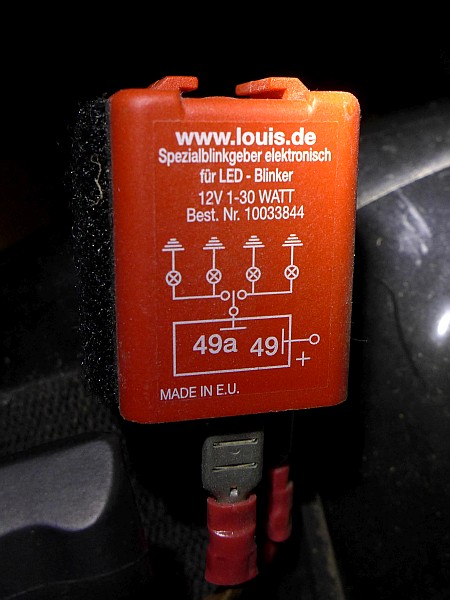 www.louis.de
Spezialblinkgeber elektronisch
für LED - Blinker
12V 1-30 WATT
Best. Nr. 10033844
49a 49
+
MADE IN E.U.